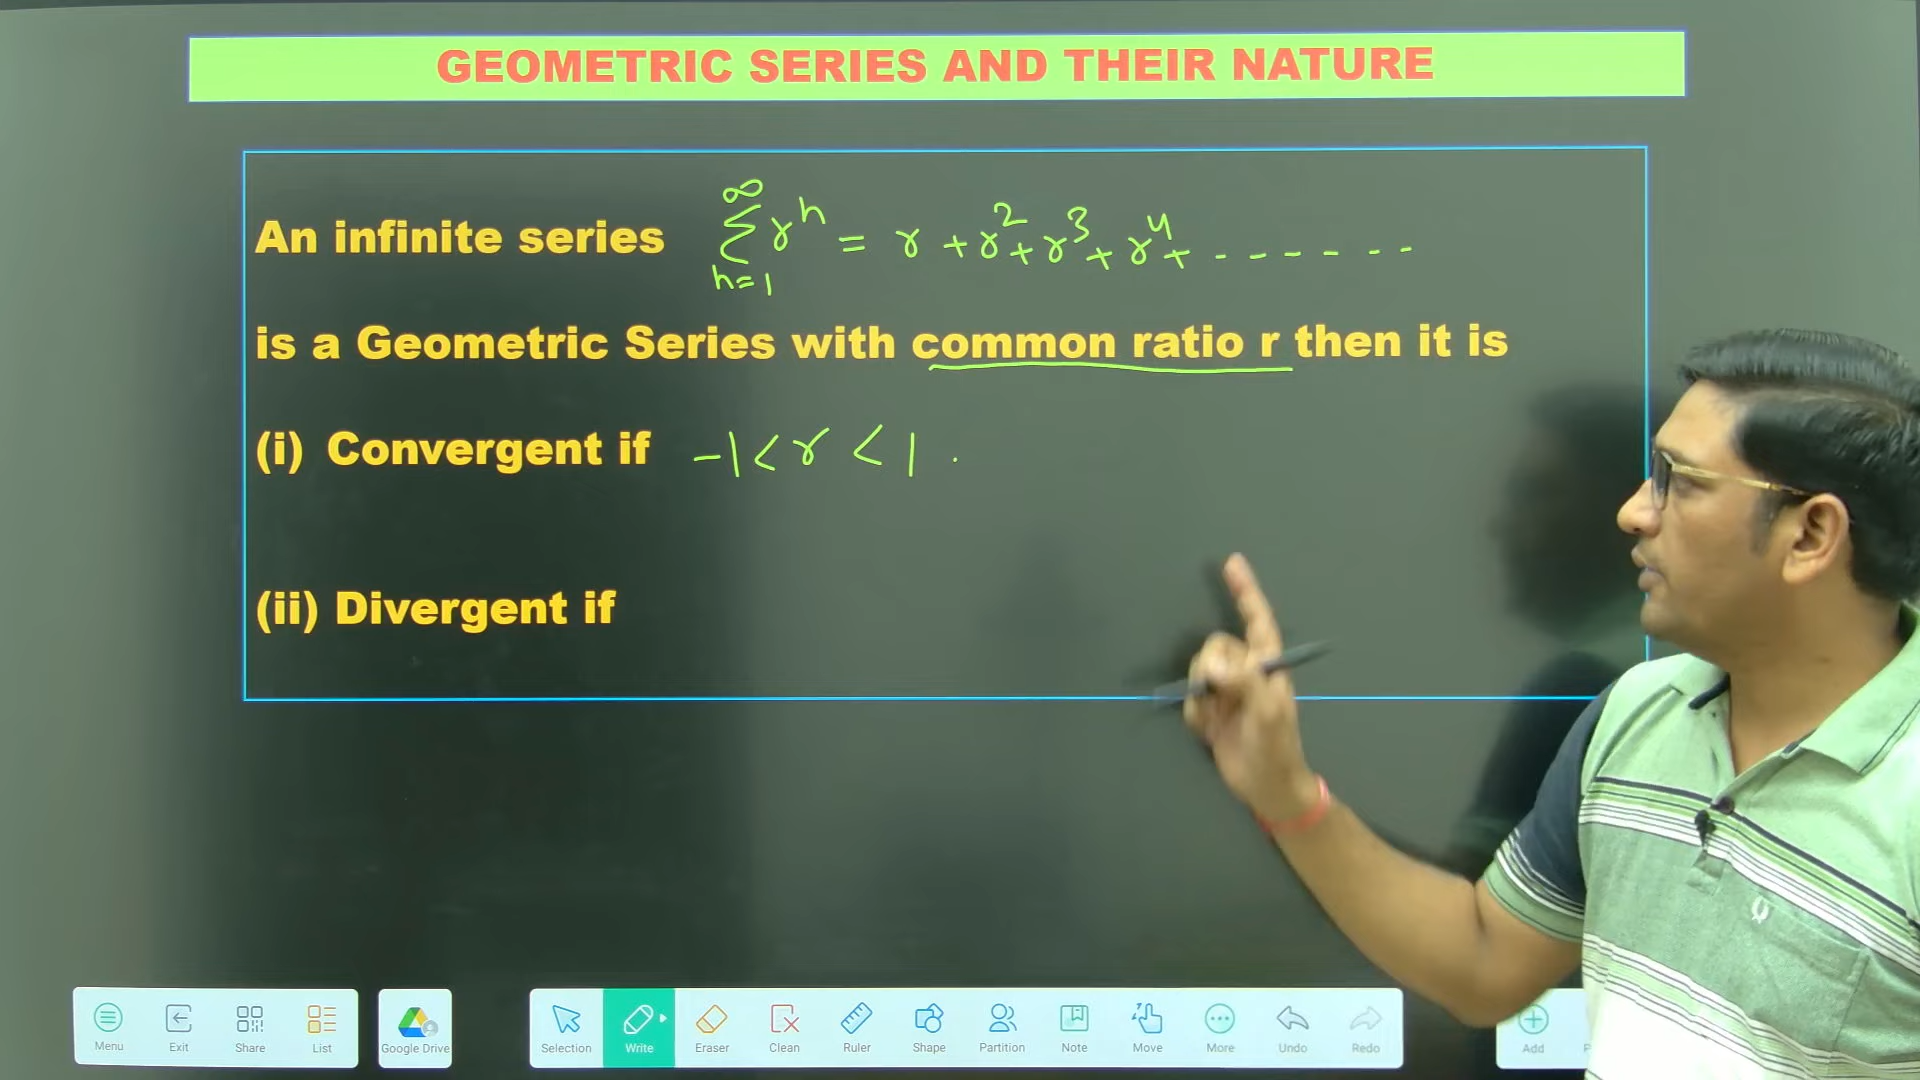 GEOMETRIC SERIES AND THEIR NATURE
An infinite series ∞ Σ n=1 r^n = r + r^2 + r^3 + r^4 + - - - - - - -
is a Geometric Series with common ratio r then it is
(i) Convergent if -1 < r < 1 .
(ii) Divergent if
Menu Exit Share List Google Drive Selection Write Eraser Clean Ruler Shape Partition Note Move More Undo Redo Add